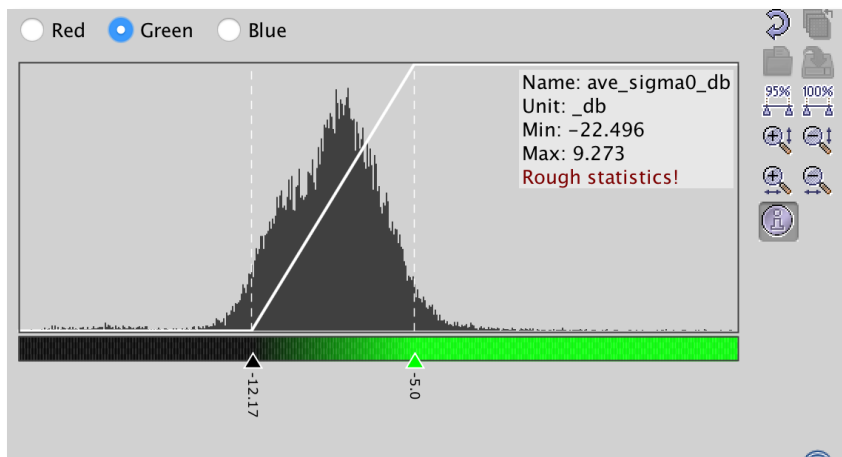 Red Green Blue
Name: ave_sigma0_db
Unit: _db
Min: -22.496
Max: 9.273
Rough statistics!
95% 100%
-12.17
-5.0